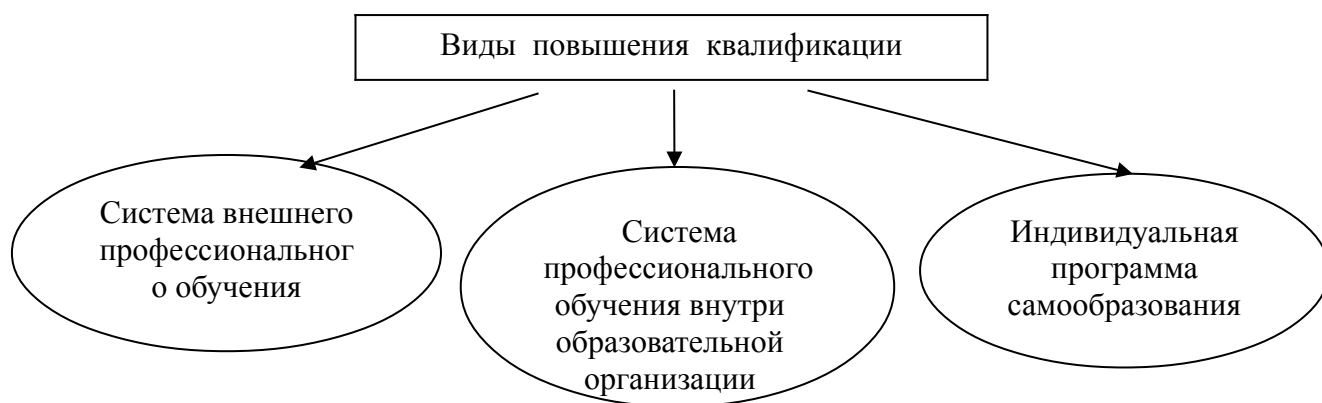 Виды повышения квалификации
Система внешнего
профессиональног
о обучения
Система
профессионального
обучения внутри
образовательной
организации
Индивидуальная
программа
самообразования